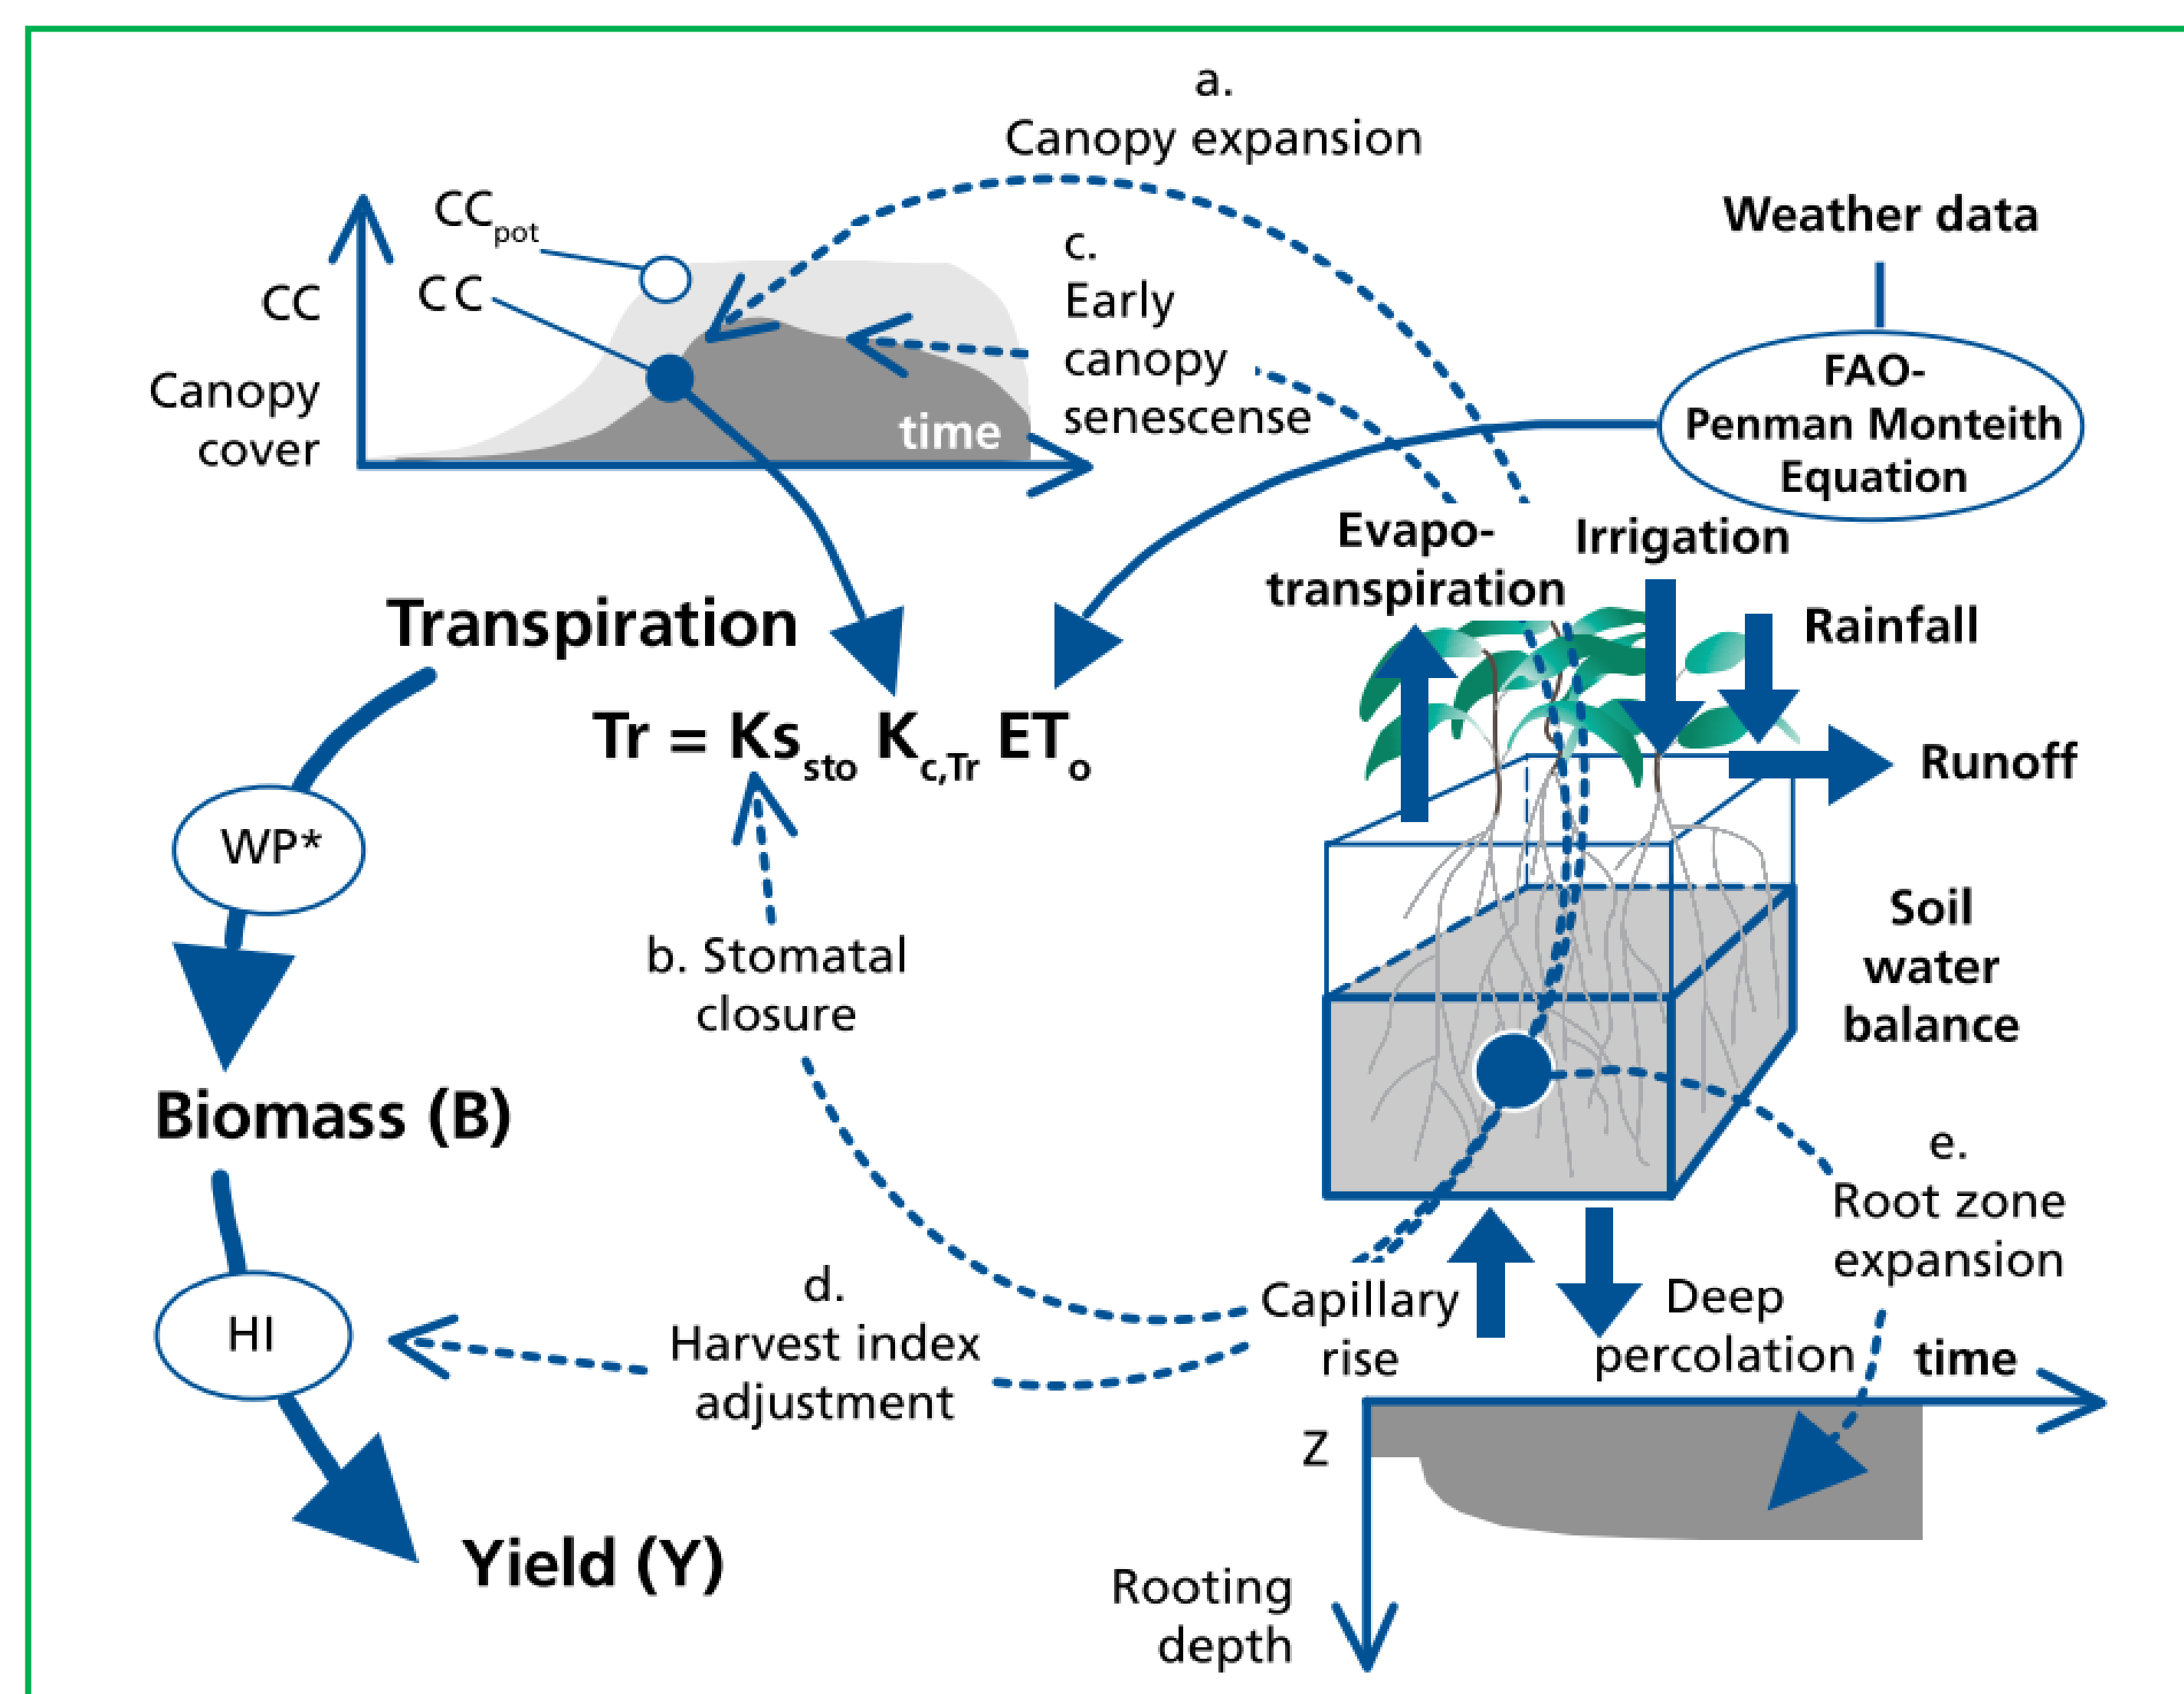 a.
Canopy expansion
CCpot
CC
CC
Canopy
cover
time
c.
Early
canopy
senescense
Weather data
FAO-
Penman Monteith
Equation
Evapo-
transpiration
Irrigation
Rainfall
Runoff
Transpiration
Tr = Kssto Kc,Tr ETo
WP*
b. Stomatal
closure
Soil
water
balance
Biomass (B)
e.
Root zone
expansion
HI
d.
Harvest index
adjustment
Capillary
rise
Deep
percolation
time
Z
Rooting
depth
Yield (Y)